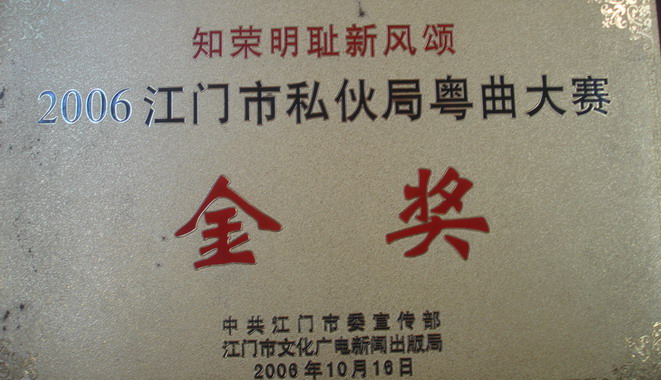 知荣明耻新风颂
2006江门市私伙局粤曲大赛
金奖
中共江门市委宣传部
江门市文化广电新闻出版局
2006年10月16日